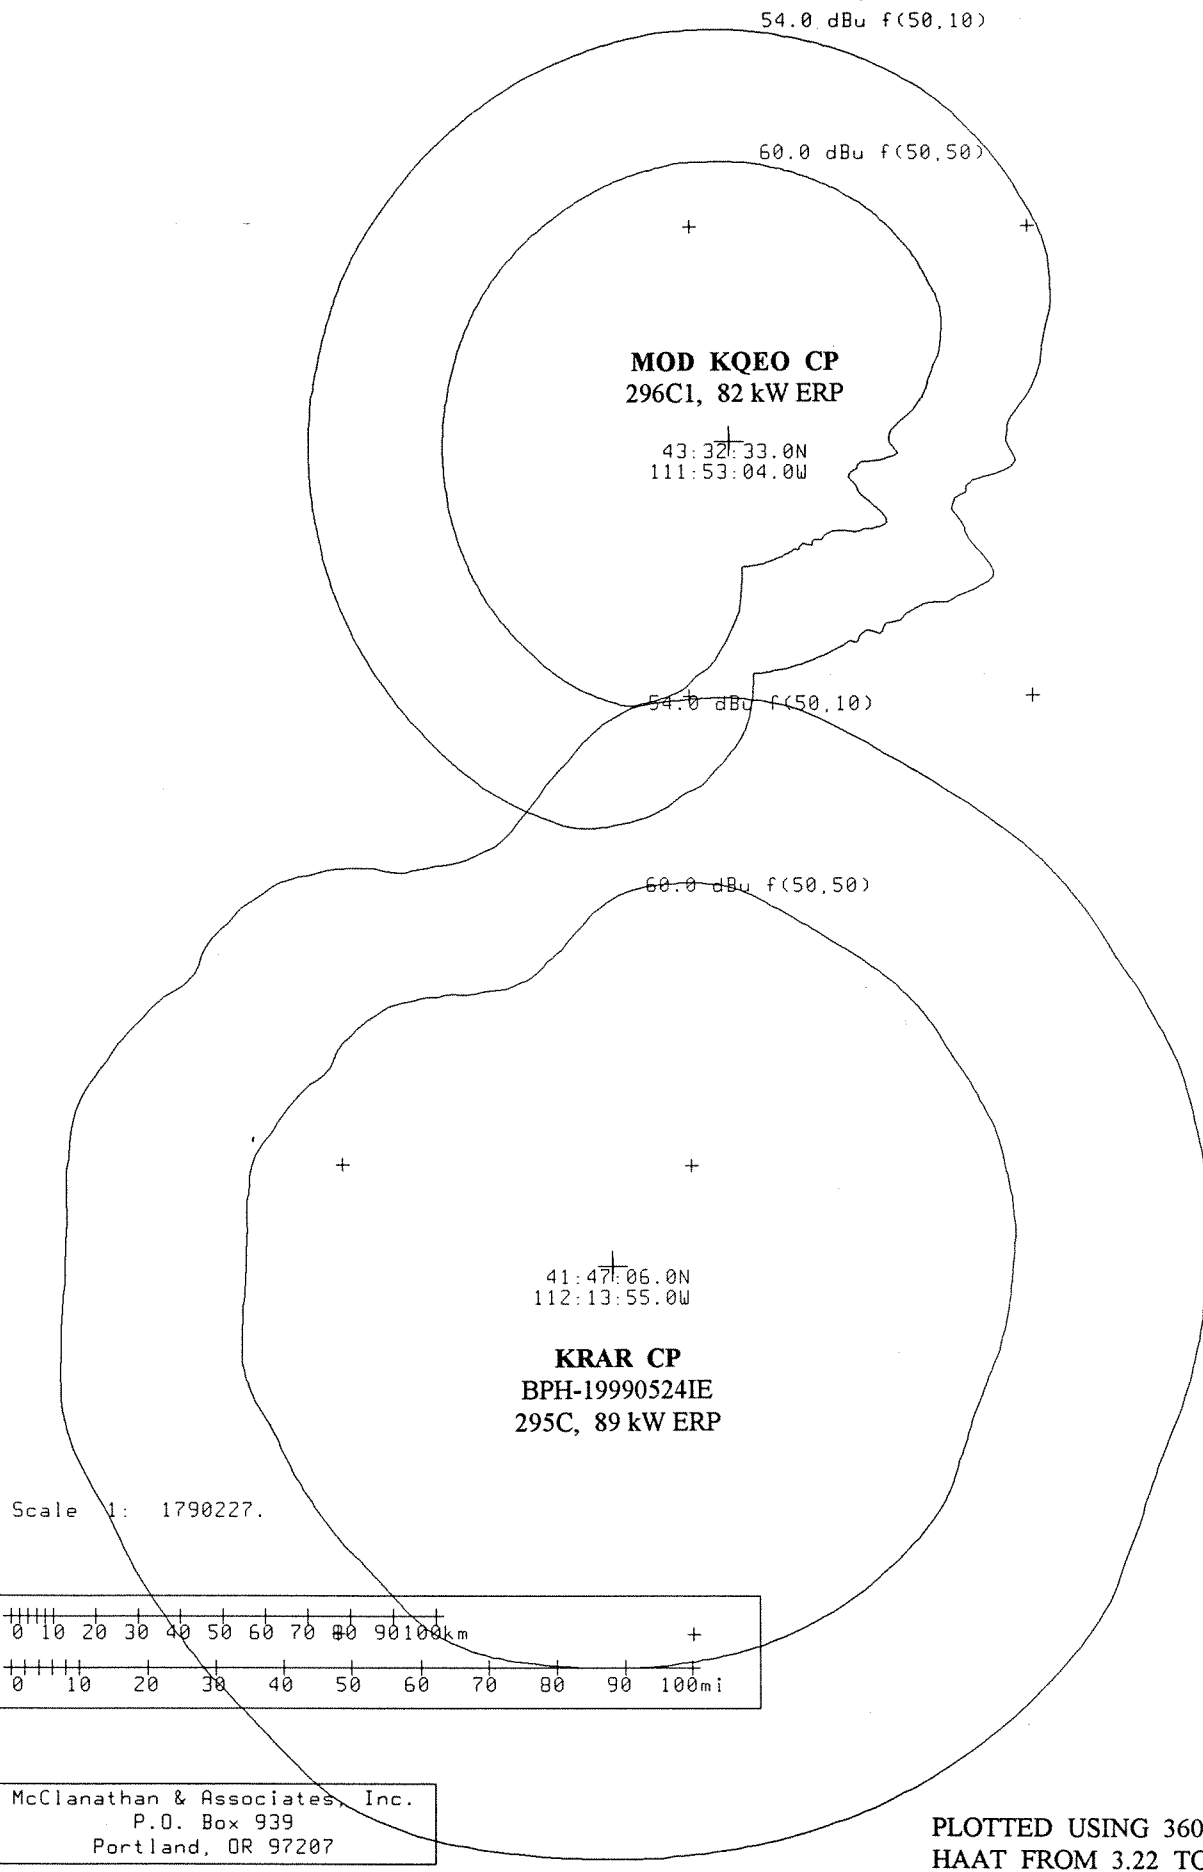 54.0 dBu f(50,10)
60.0 dBu f(50,50)
MOD KQEO CP
296C1, 82 kW ERP
43:32:33.0N
111:53:04.0W
54.0 dBu f(50,10)
60.0 dBu f(50,50)
41:47:06.0N
112:13:55.0W
KRAR CP
BPH-19990524IE
295C, 89 kW ERP
Scale 1: 1790227.
0 10 20 30 40 50 60 70 80 90 100km
0 10 20 30 40 50 60 70 80 90 100mi
McClanathan & Associates, Inc.
P.O. Box 939
Portland, OR 97207
PLOTTED USING 360
HAAT FROM 3.22 TO